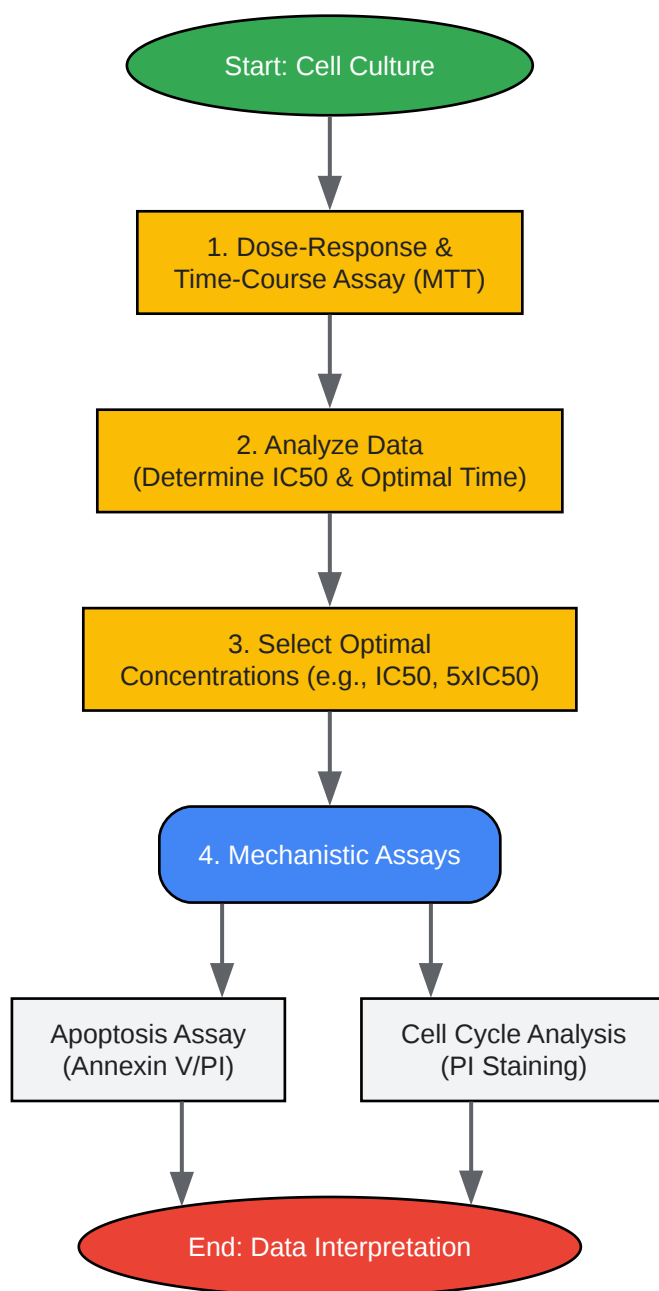 Start: Cell Culture
1. Dose-Response &
Time-Course Assay (MTT)
2. Analyze Data
(Determine IC50 & Optimal Time)
3. Select Optimal
Concentrations (e.g., IC50, 5xIC50)
4. Mechanistic Assays
Apoptosis Assay
(Annexin V/PI)
Cell Cycle Analysis
(PI Staining)
End: Data Interpretation